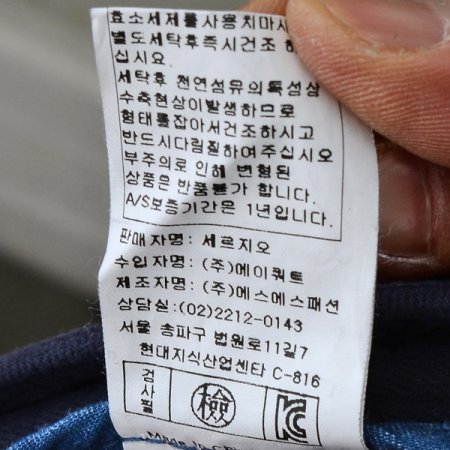 효소세제를사용치마시
별도세탁후즉시건조 하
십시요.
세탁후 천연섬유의특성상
수축현상이발생하므로
형태를잡아서건조하시고
반드시다림질하여주십시오
부주의로 인해 변형된
상품은 반품불가 합니다.
A/S보증기간은 1년입니다.
판매자명: 세르지오
수입자명: (주)에이쿼트
제조자명: (주)에스에스패션
상담실:(02)2212-0143
서울 송파구 법원로11길7
현대지식산업센타 C-816
검사필 檢 KC
Made in